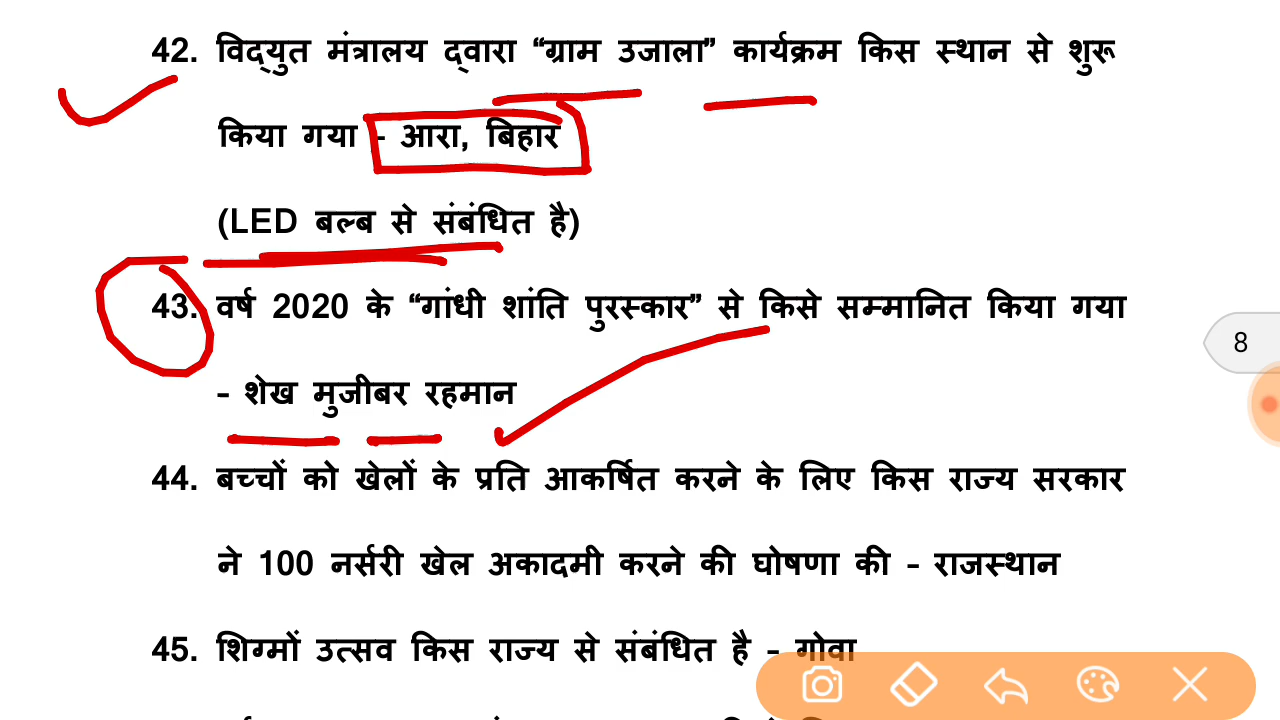 42. विद्युत मंत्रालय द्वारा “ग्राम उजाला” कार्यक्रम किस स्थान से शुरू
किया गया - आरा, बिहार
(LED बल्ब से संबंधित है)
43. वर्ष 2020 के “गांधी शांति पुरस्कार” से किसे सम्मानित किया गया
– शेख मुजीबर रहमान
44. बच्चों को खेलों के प्रति आकर्षित करने के लिए किस राज्य सरकार
ने 100 नर्सरी खेल अकादमी करने की घोषणा की – राजस्थान
45. शिग्मों उत्सव किस राज्य से संबंधित है – गोवा
8